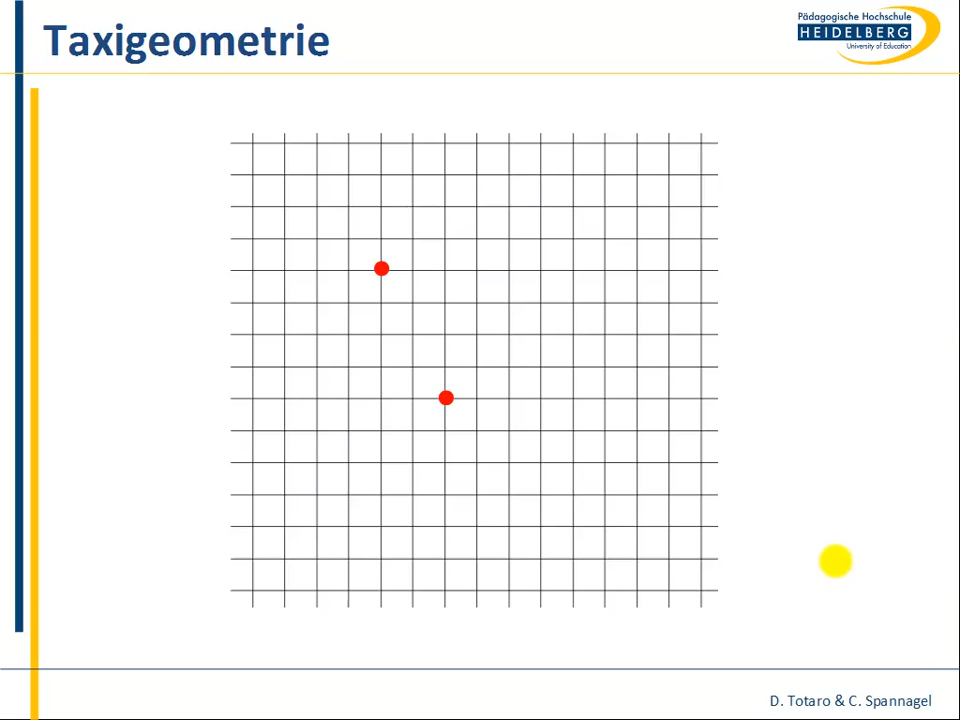 Taxigeometrie
Pädagogische Hochschule
HEIDELBERG
University of Education
D. Totaro & C. Spannagel